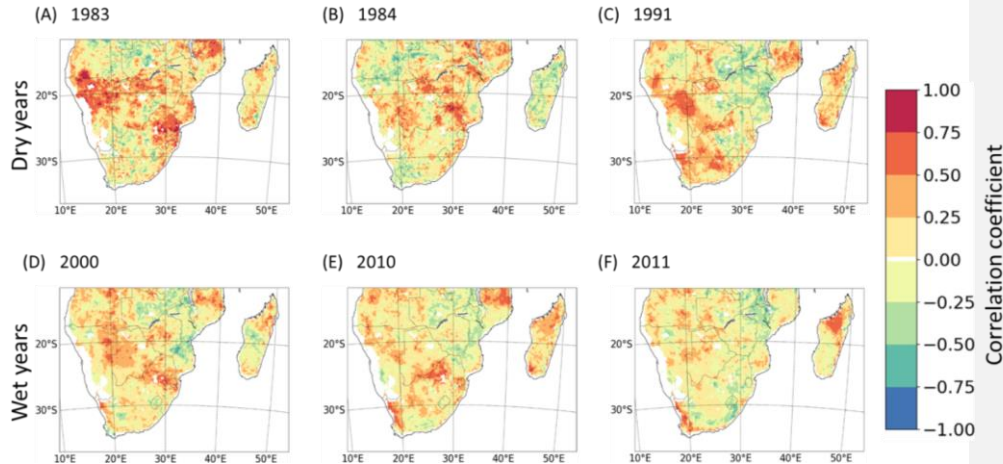 (A) 1983 (B) 1984 (C) 1991
Dry years
20°S 20°S 20°S
30°S 30°S 30°S
10°E 20°E 30°E 40°E 50°E 10°E 20°E 30°E 40°E 50°E 10°E 20°E 30°E 40°E 50°E
(D) 2000 (E) 2010 (F) 2011
Wet years
20°S 20°S 20°S
30°S 30°S 30°S
10°E 20°E 30°E 40°E 50°E 10°E 20°E 30°E 40°E 50°E 10°E 20°E 30°E 40°E 50°E
1.00
0.75
0.50
0.25
0.00
−0.25
−0.50
−0.75
−1.00
Correlation coefficient